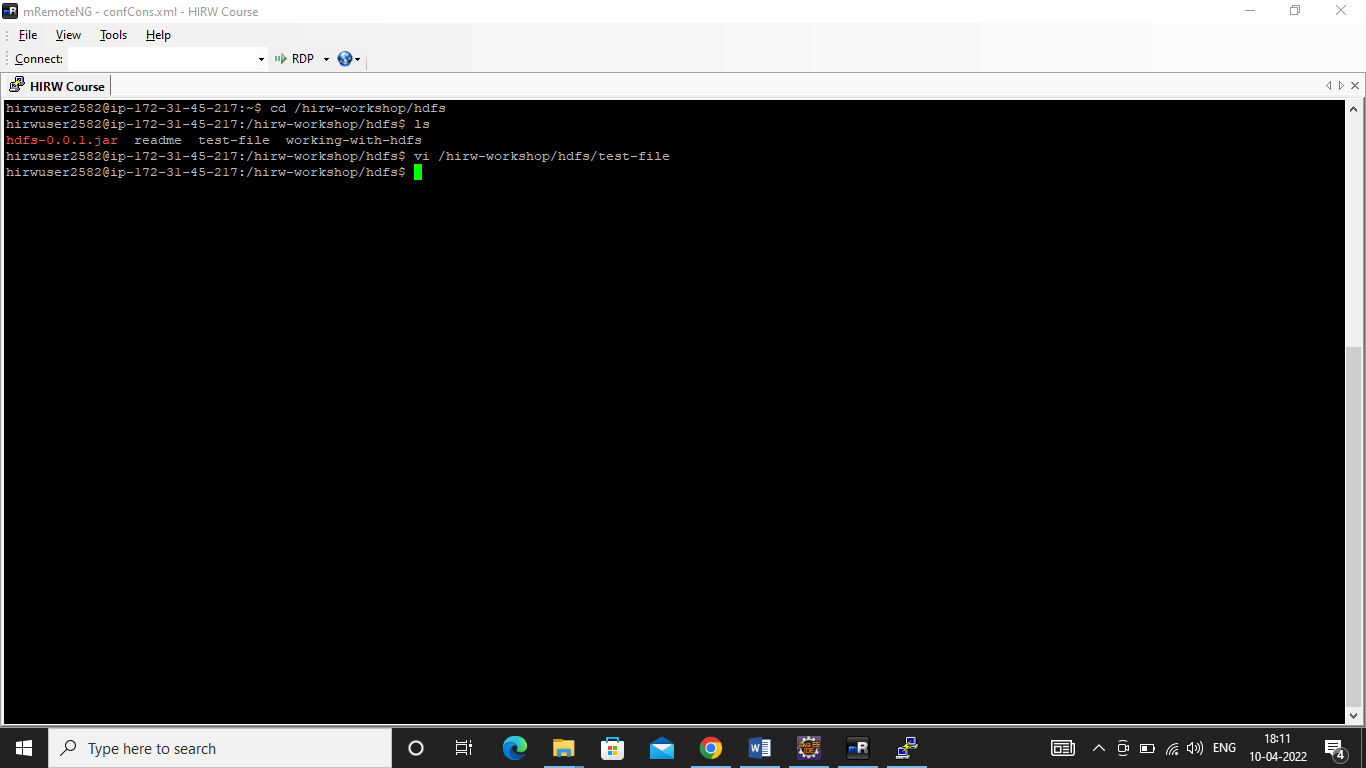 mRemoteNG - confCons.xml - HIRW Course
File View Tools Help
Connect: RDP
HIRW Course
hirwuser2582@ip-172-31-45-217:~$ cd /hirw-workshop/hdfs
hirwuser2582@ip-172-31-45-217:/hirw-workshop/hdfs$ ls
hdfs-0.0.1.jar readme test-file working-with-hdfs
hirwuser2582@ip-172-31-45-217:/hirw-workshop/hdfs$ vi /hirw-workshop/hdfs/test-file
hirwuser2582@ip-172-31-45-217:/hirw-workshop/hdfs$
Type here to search
ENG
18:11
10-04-2022
4